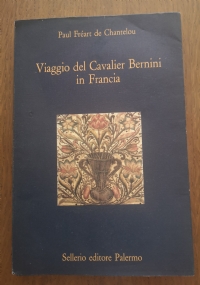 Paul Fréart de Chantelou
Viaggio del Cavalier Bernini
in Francia
Sellerio editore Palermo